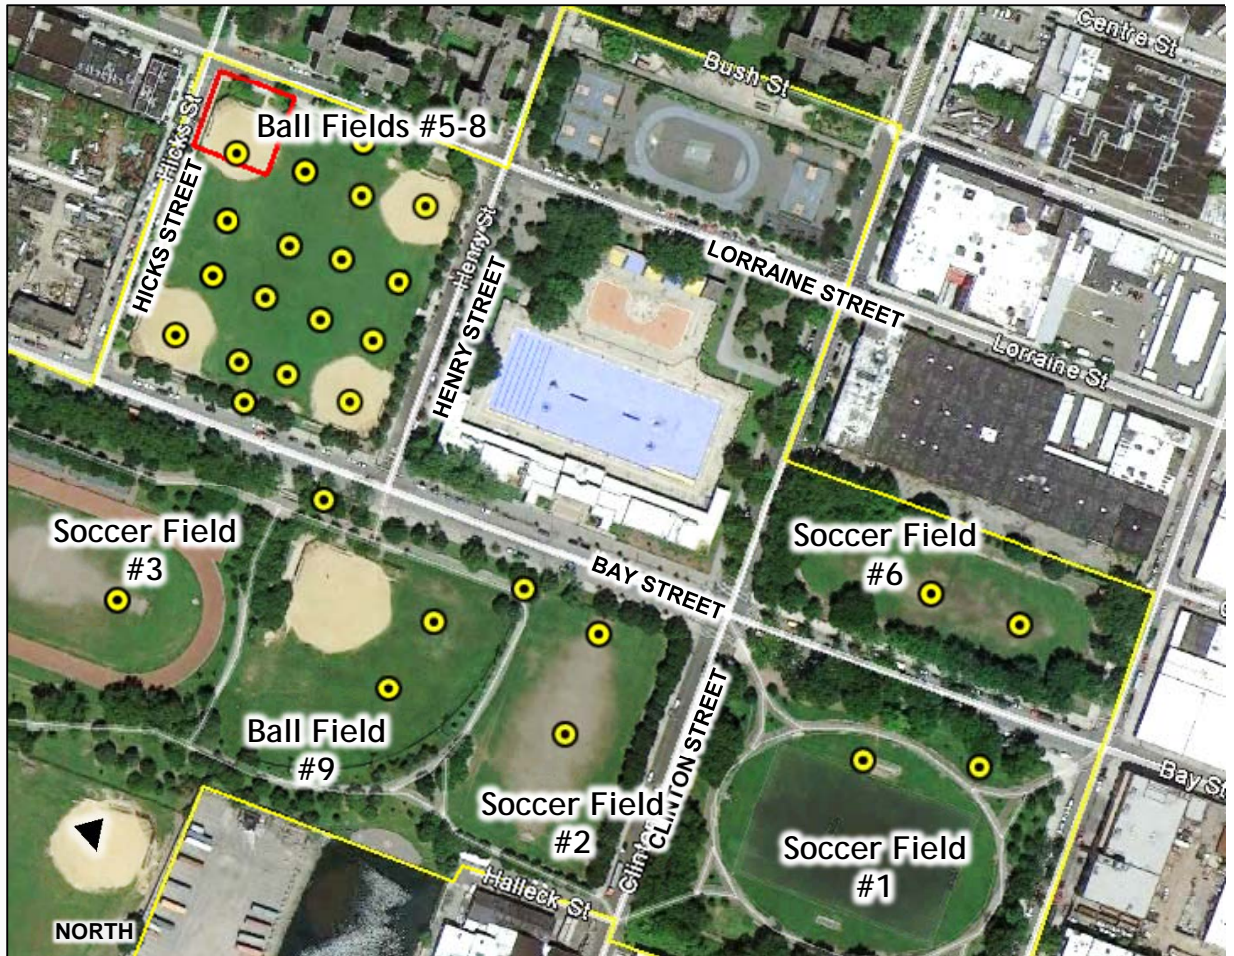 Centre St
Bush St
Hicks St
Ball Fields #5-8
HICKS STREET
Henry St
HENRY STREET
LORRAINE STREET
Lorraine St
Soccer Field
#3
Soccer Field
#6
BAY STREET
Ball Field
#9
CLINTON STREET
Bay St
Soccer Field
#2
Clinton
Soccer Field
#1
Halleck St
NORTH